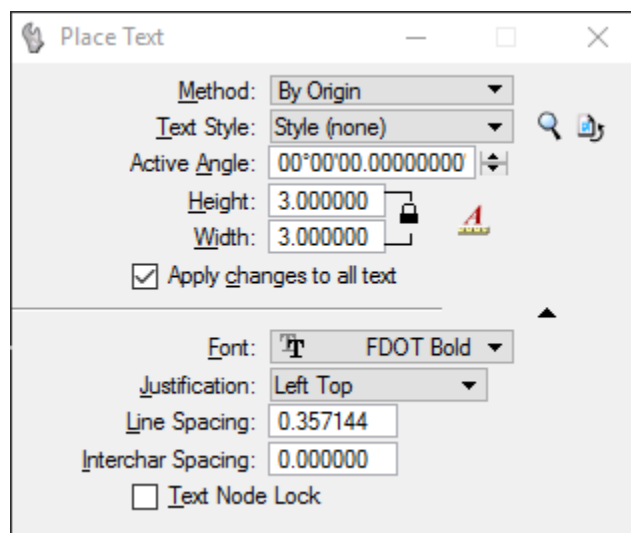 Place Text
Method: By Origin
Text Style: Style (none)
Active Angle: 00°00'00.00000000'
Height: 3.000000
Width: 3.000000
Apply changes to all text
Font: FDOT Bold
Justification: Left Top
Line Spacing: 0.357144
Interchar Spacing: 0.000000
Text Node Lock